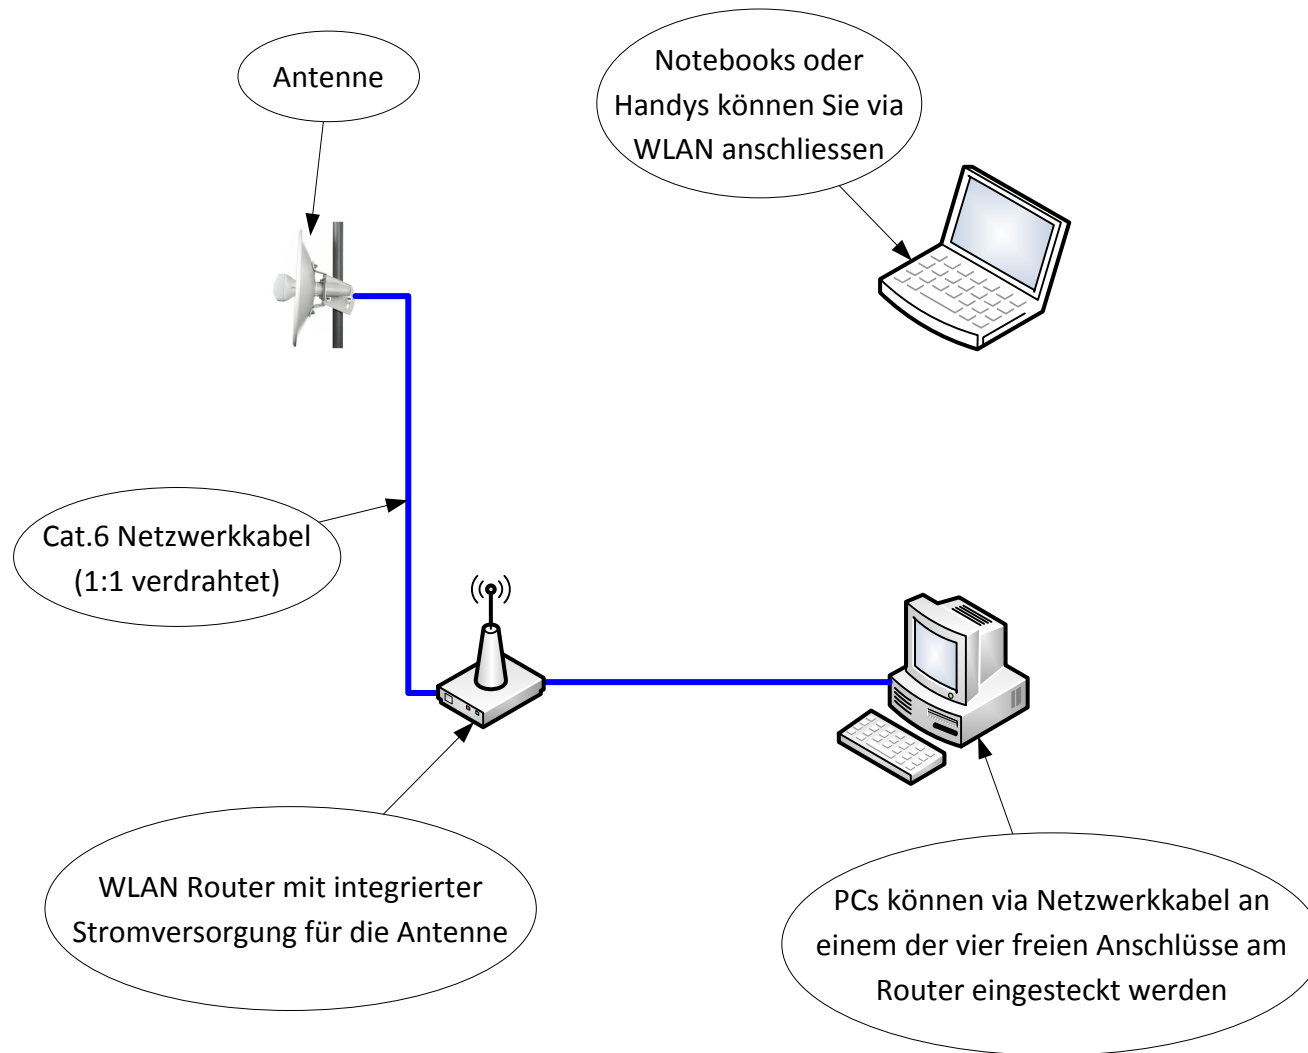 Antenne
Notebooks oder
Handys können Sie via
WLAN anschliessen
Cat.6 Netzwerkkabel
(1:1 verdrahtet)
WLAN Router mit integrierter
Stromversorgung für die Antenne
PCs können via Netzwerkkabel an
einem der vier freien Anschlüsse am
Router eingesteckt werden